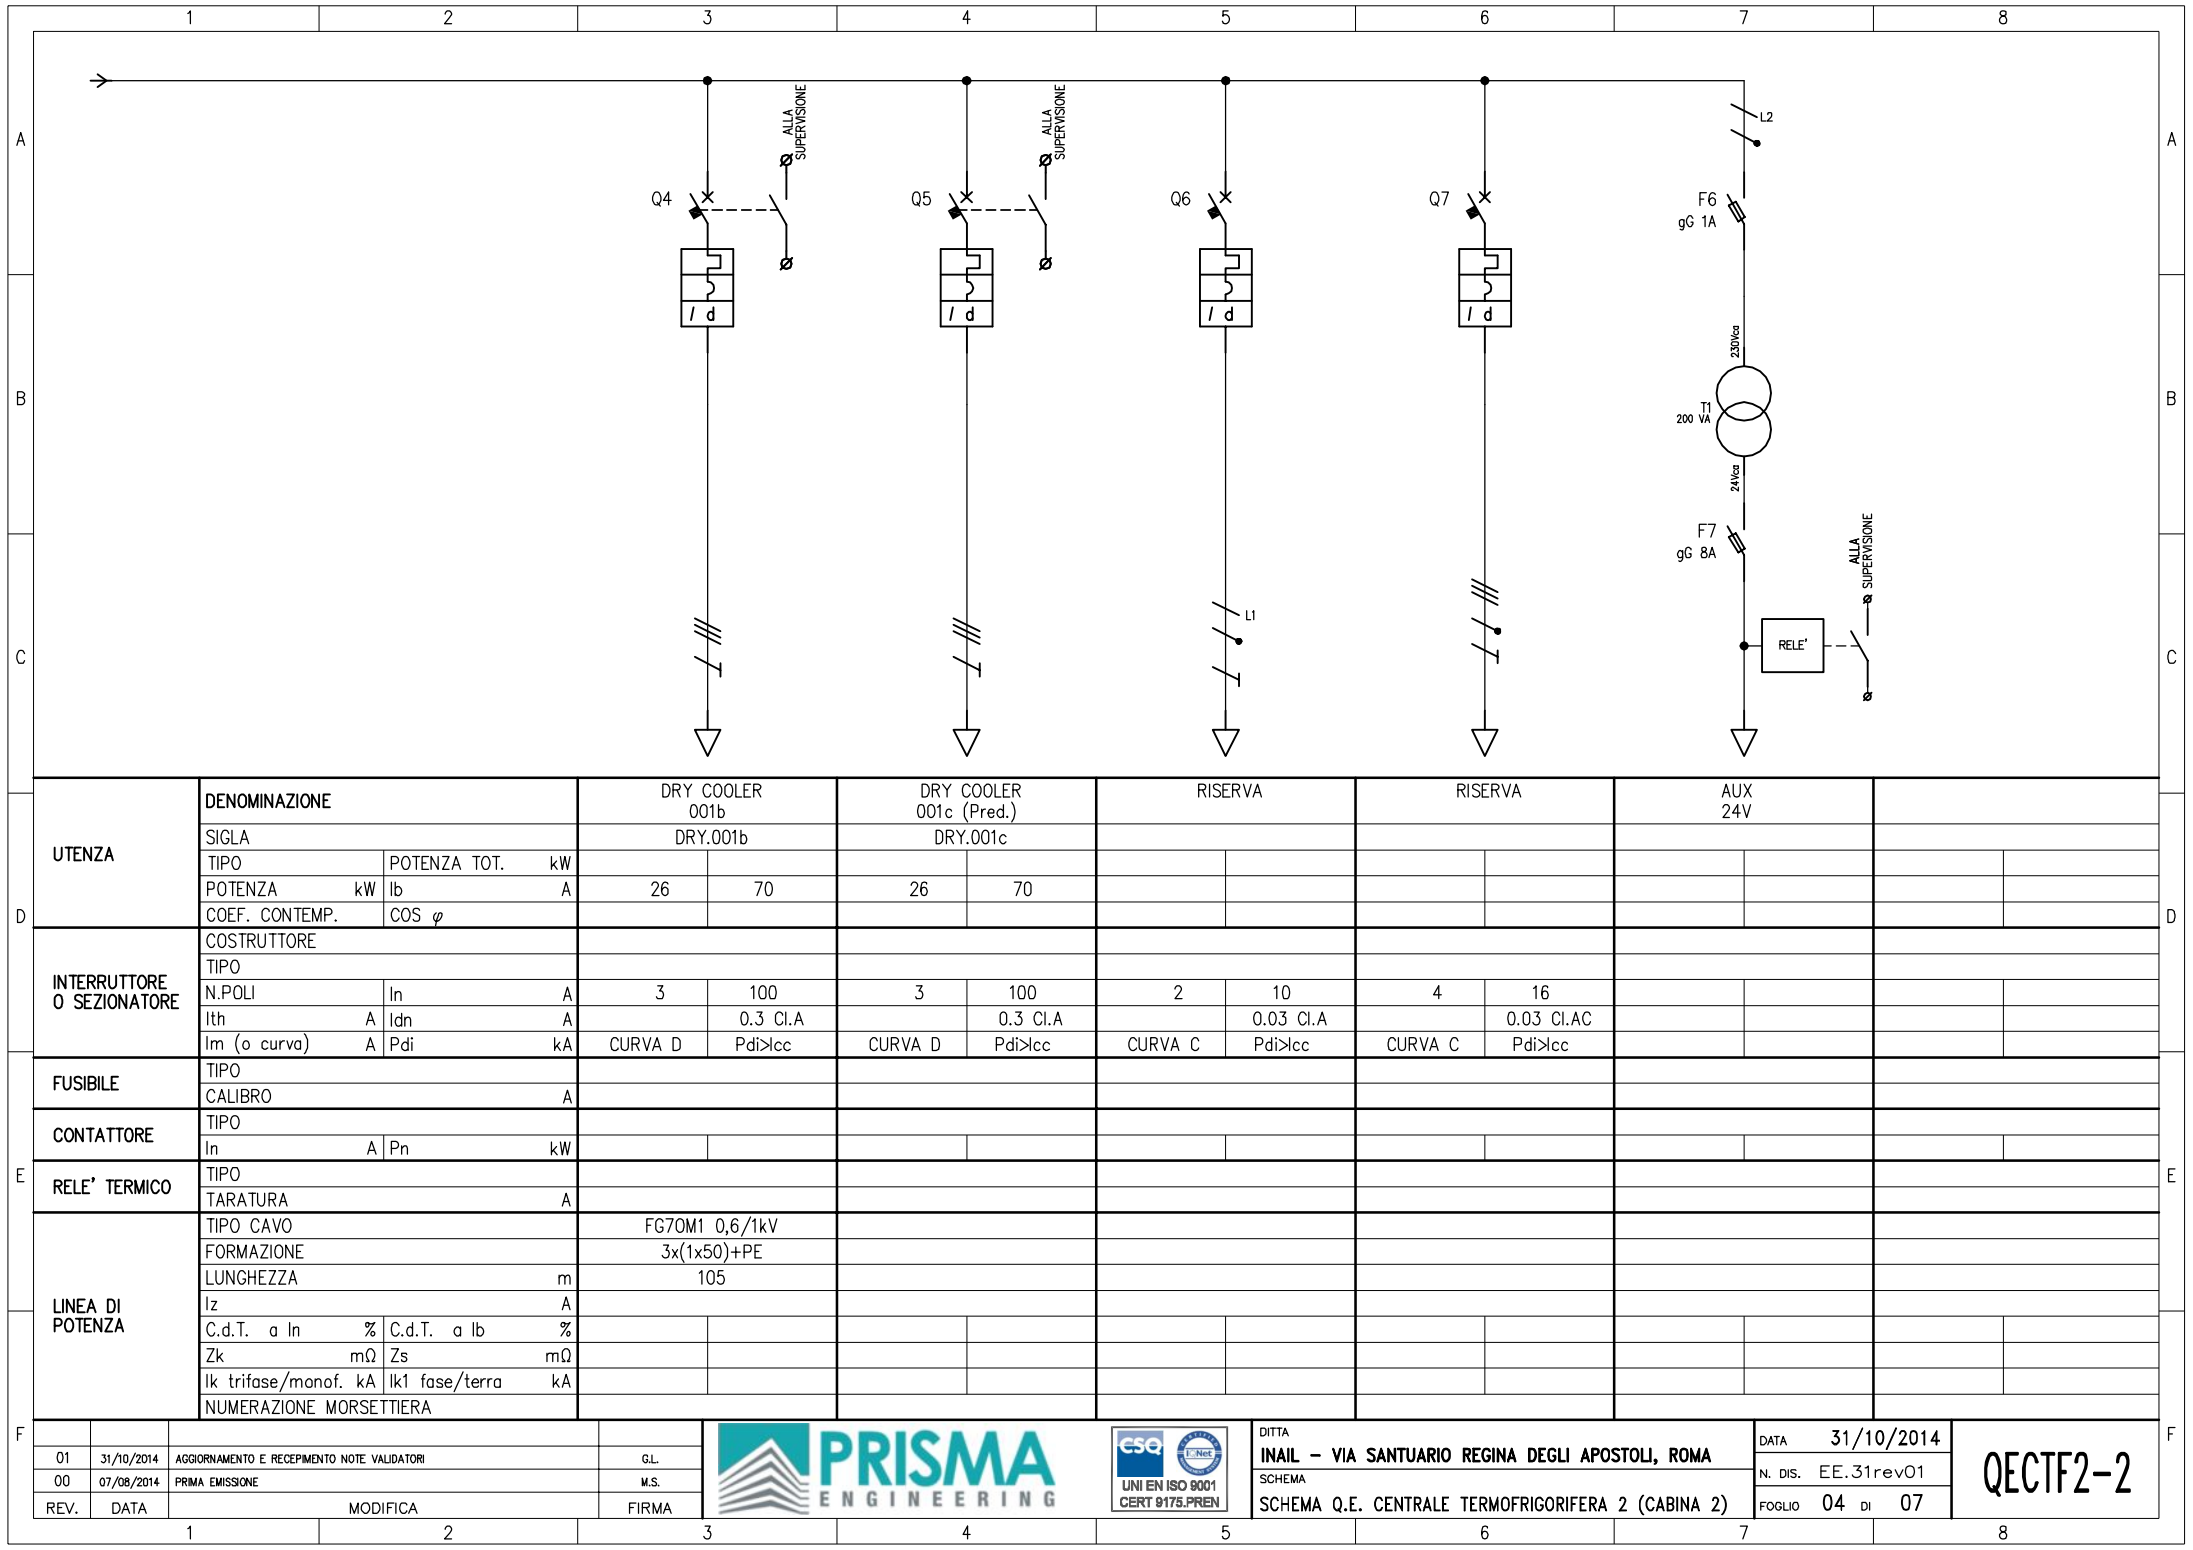 1 2 3 4 5 6 7 8
A A
B B
C C
D D
E E
F F
ALLA
SUPERVISIONE
ALLA
SUPERVISIONE
L2
Q4
Q5
Q6
Q7
F6
gG 1A
I d
I d
I d
I d
230Vca
T1
200 VA
24Vca
F7
gG 8A
ALLA
SUPERVISIONE
L1
RELE'
UTENZA
DENOMINAZIONE
DRY COOLER
001b
DRY COOLER
001c (Pred.)
RISERVA
RISERVA
AUX
24V
SIGLA DRY.001b DRY.001c
TIPO POTENZA TOT. kW
POTENZA kW Ib A 26 70 26 70
COEF. CONTEMP. COS φ
INTERRUTTORE
O SEZIONATORE
COSTRUTTORE
TIPO
N.POLI In A 3 100 3 100 2 10 4 16
Ith A Idn A 0.3 Cl.A 0.3 Cl.A 0.03 Cl.A 0.03 Cl.AC
Im (o curva) A Pdi kA CURVA D Pdi>Icc CURVA D Pdi>Icc CURVA C Pdi>Icc CURVA C Pdi>Icc
FUSIBILE
TIPO
CALIBRO A
CONTATTORE
TIPO
In A Pn kW
RELE' TERMICO
TIPO
TARATURA A
LINEA DI
POTENZA
TIPO CAVO FG7OM1 0,6/1kV
FORMAZIONE 3x(1x50)+PE
LUNGHEZZA m 105
Iz A
C.d.T. a In % C.d.T. a Ib %
Zk mΩ Zs mΩ
Ik trifase/monof. kA Ik1 fase/terra kA
NUMERAZIONE MORSETTIERA
01 31/10/2014 AGGIORNAMENTO E RECEPIMENTO NOTE VALIDATORI G.L.
00 07/08/2014 PRIMA EMISSIONE M.S.
REV. DATA MODIFICA FIRMA
PRISMA
ENGINEERING
CSQ
IQNet
UNI EN ISO 9001
CERT 9175.PREN
DITTA
INAIL – VIA SANTUARIO REGINA DEGLI APOSTOLI, ROMA
SCHEMA
SCHEMA Q.E. CENTRALE TERMOFRIGORIFERA 2 (CABINA 2)
DATA 31/10/2014
N. DIS. EE.31rev01
FOGLIO 04 DI 07
QECTF2-2
1 2 3 4 5 6 7 8